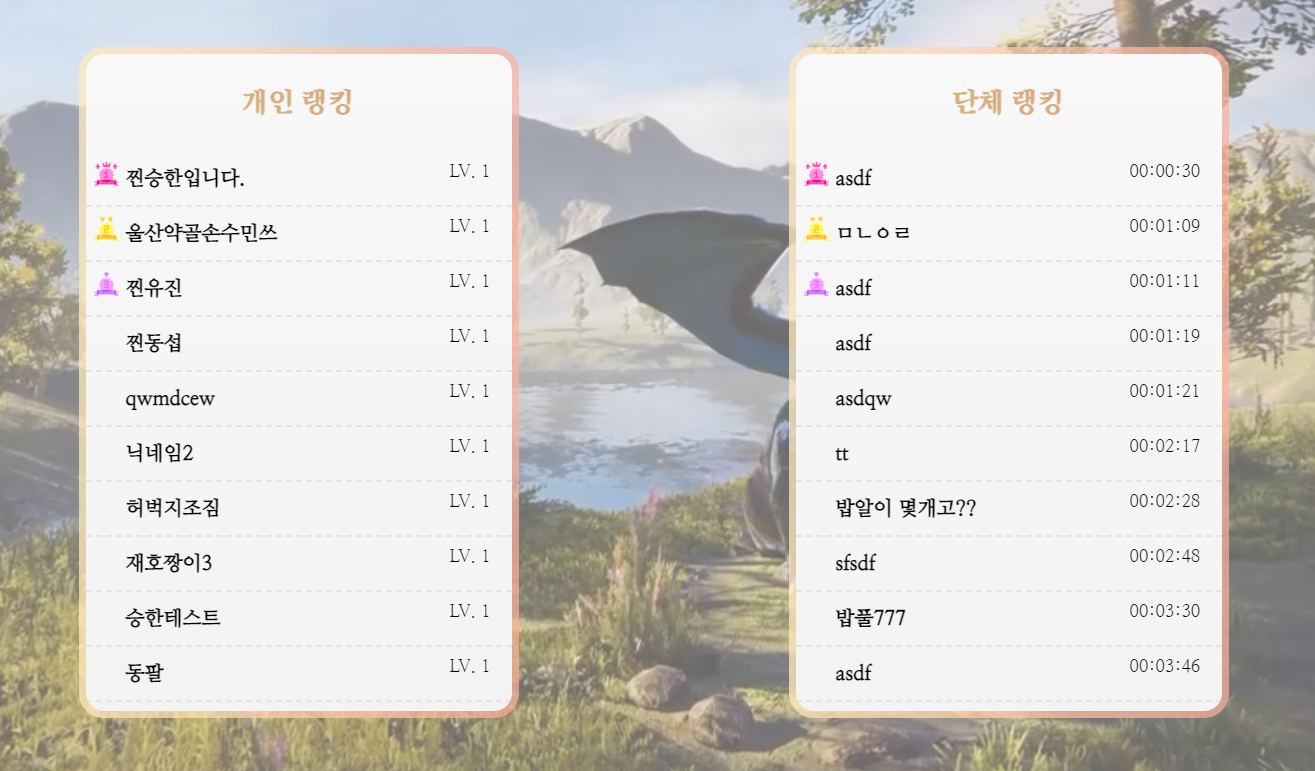 개인 랭킹
1 찐승한입니다. LV. 1
2 울산약골손수민쓰 LV. 1
3 찐유진 LV. 1
찐동섭 LV. 1
qwmdcew LV. 1
닉네임2 LV. 1
허벅지조짐 LV. 1
재호짱이3 LV. 1
승한테스트 LV. 1
동팔 LV. 1
단체 랭킹
1 asdf 00:00:30
2 ㅁㄴㅇㄹ 00:01:09
3 asdf 00:01:11
asdf 00:01:19
asdqw 00:01:21
tt 00:02:17
밥알이 몇개고?? 00:02:28
sfsdf 00:02:48
밥풀777 00:03:30
asdf 00:03:46